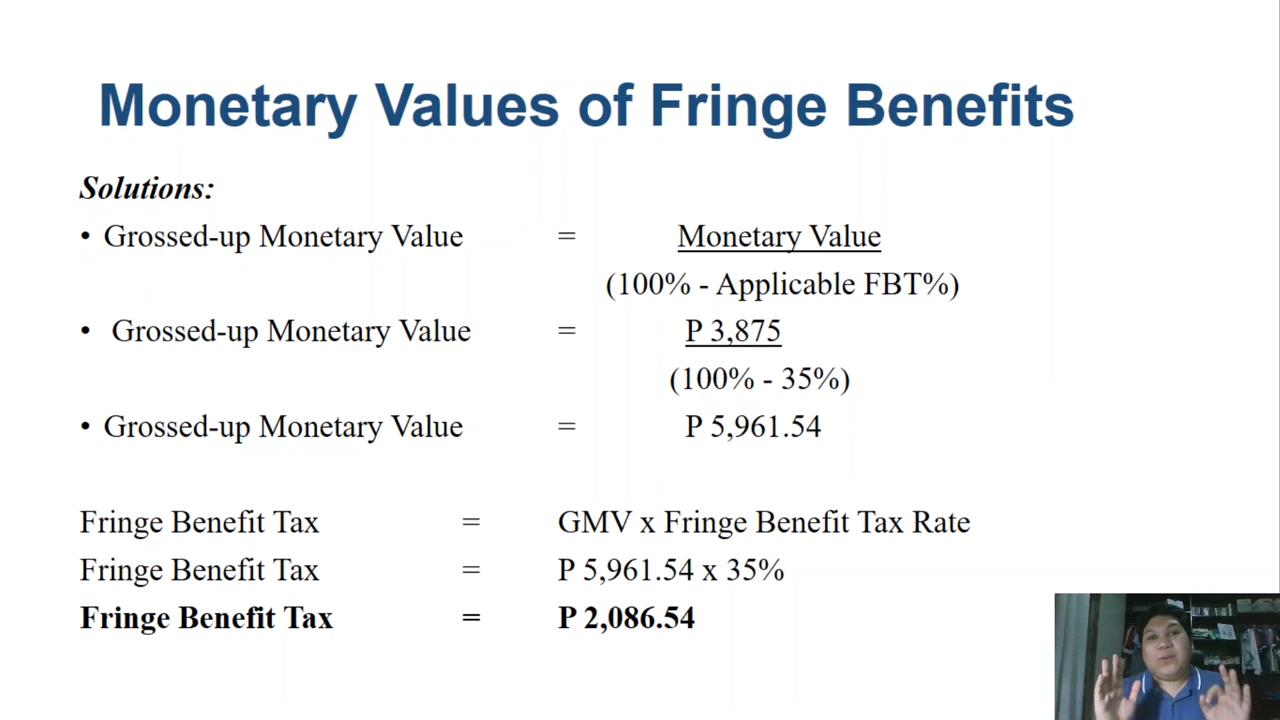 Monetary Values of Fringe Benefits
Solutions:
• Grossed-up Monetary Value = Monetary Value
(100% - Applicable FBT%)
• Grossed-up Monetary Value = P 3,875
(100% - 35%)
• Grossed-up Monetary Value = P 5,961.54
Fringe Benefit Tax = GMV x Fringe Benefit Tax Rate
Fringe Benefit Tax = P 5,961.54 x 35%
Fringe Benefit Tax = P 2,086.54